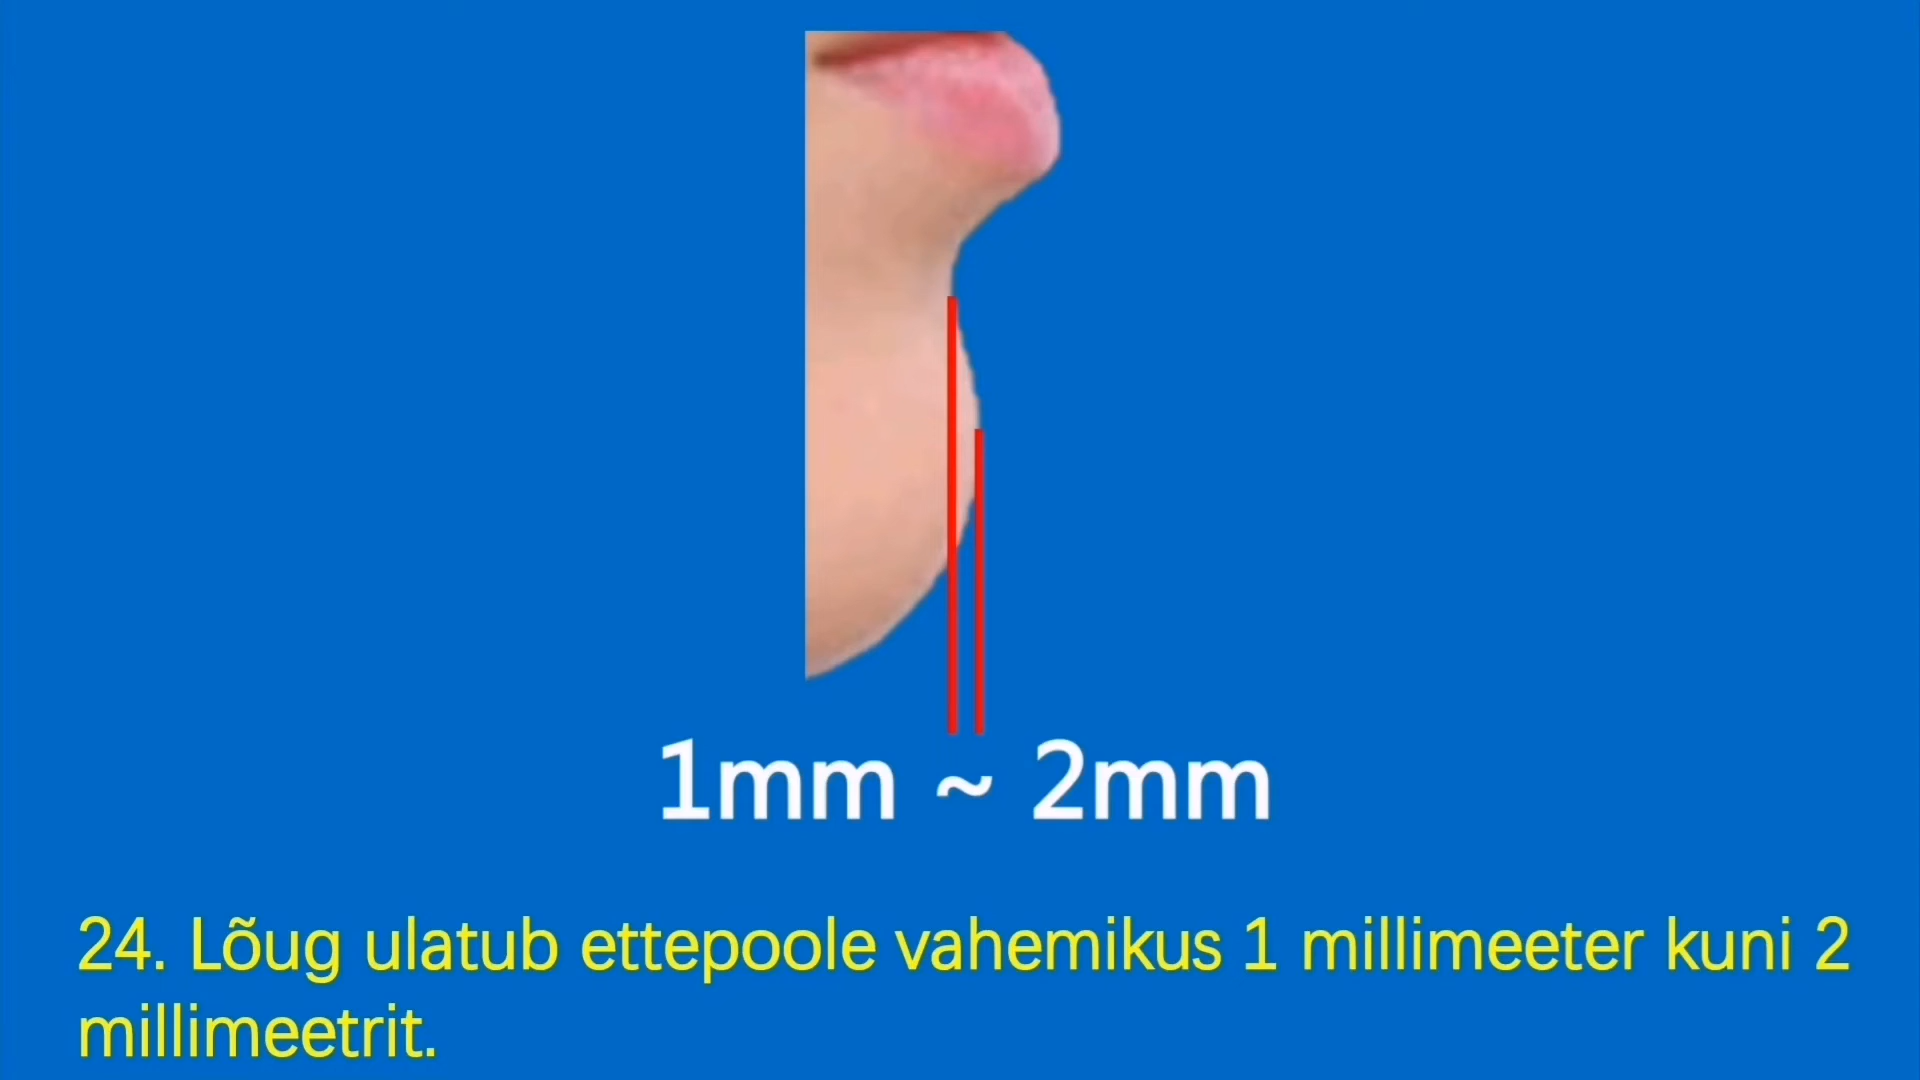 1mm ~ 2mm
24. Lõug ulatub ettepoole vahemikus 1 millimeeter kuni 2
millimeetrit.